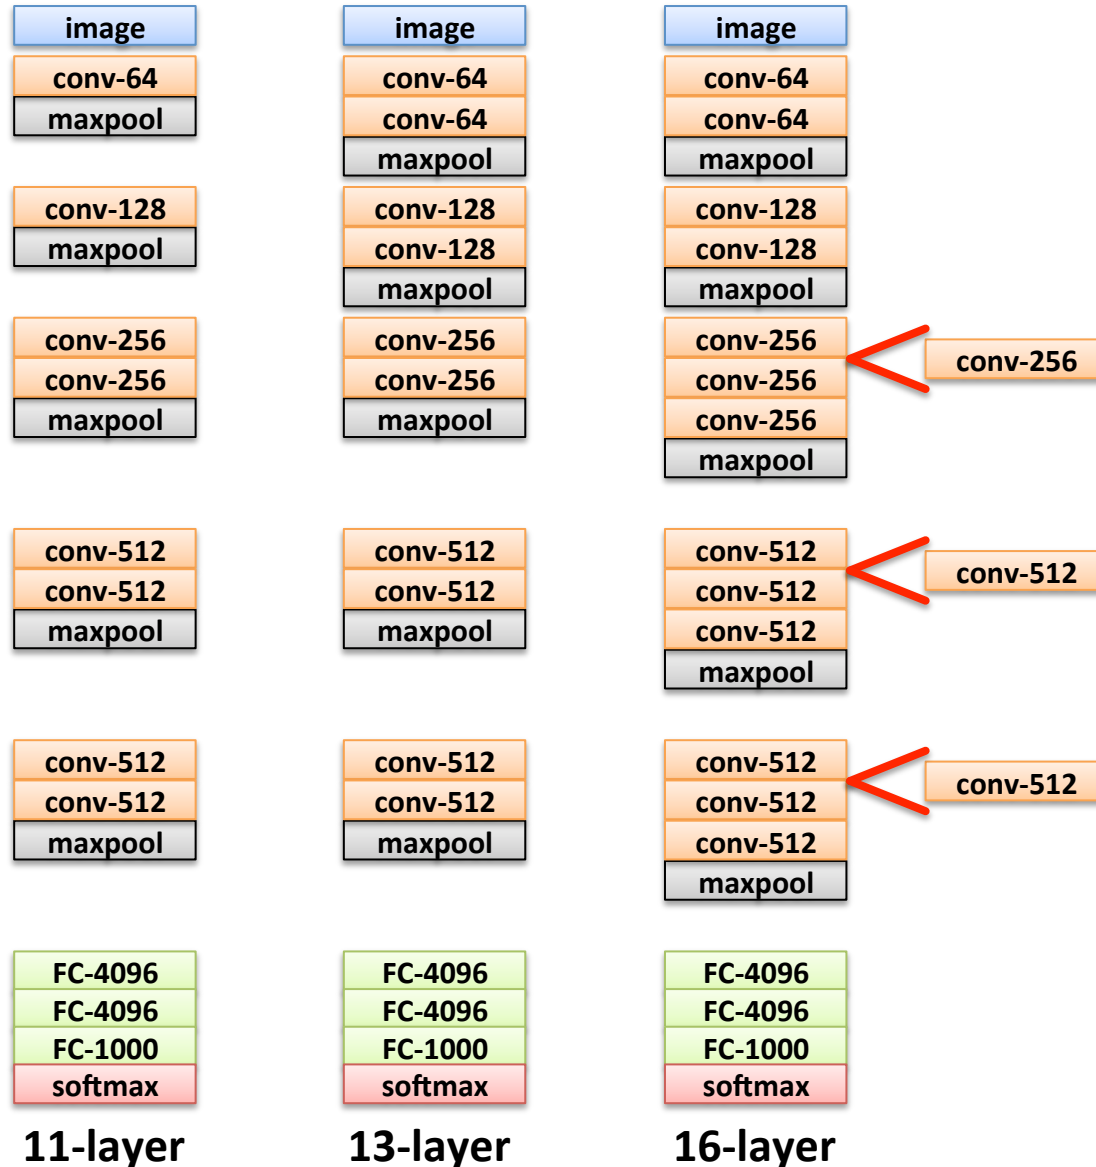 image
conv-64
maxpool
conv-128
maxpool
conv-256
conv-256
maxpool
conv-512
conv-512
maxpool
conv-512
conv-512
maxpool
FC-4096
FC-4096
FC-1000
softmax
11-layer
image
conv-64
conv-64
maxpool
conv-128
conv-128
maxpool
conv-256
conv-256
maxpool
conv-512
conv-512
maxpool
conv-512
conv-512
maxpool
FC-4096
FC-4096
FC-1000
softmax
13-layer
image
conv-64
conv-64
maxpool
conv-128
conv-128
maxpool
conv-256
conv-256
conv-256
maxpool
conv-512
conv-512
conv-512
maxpool
conv-512
conv-512
conv-512
maxpool
FC-4096
FC-4096
FC-1000
softmax
16-layer
conv-256
conv-512
conv-512